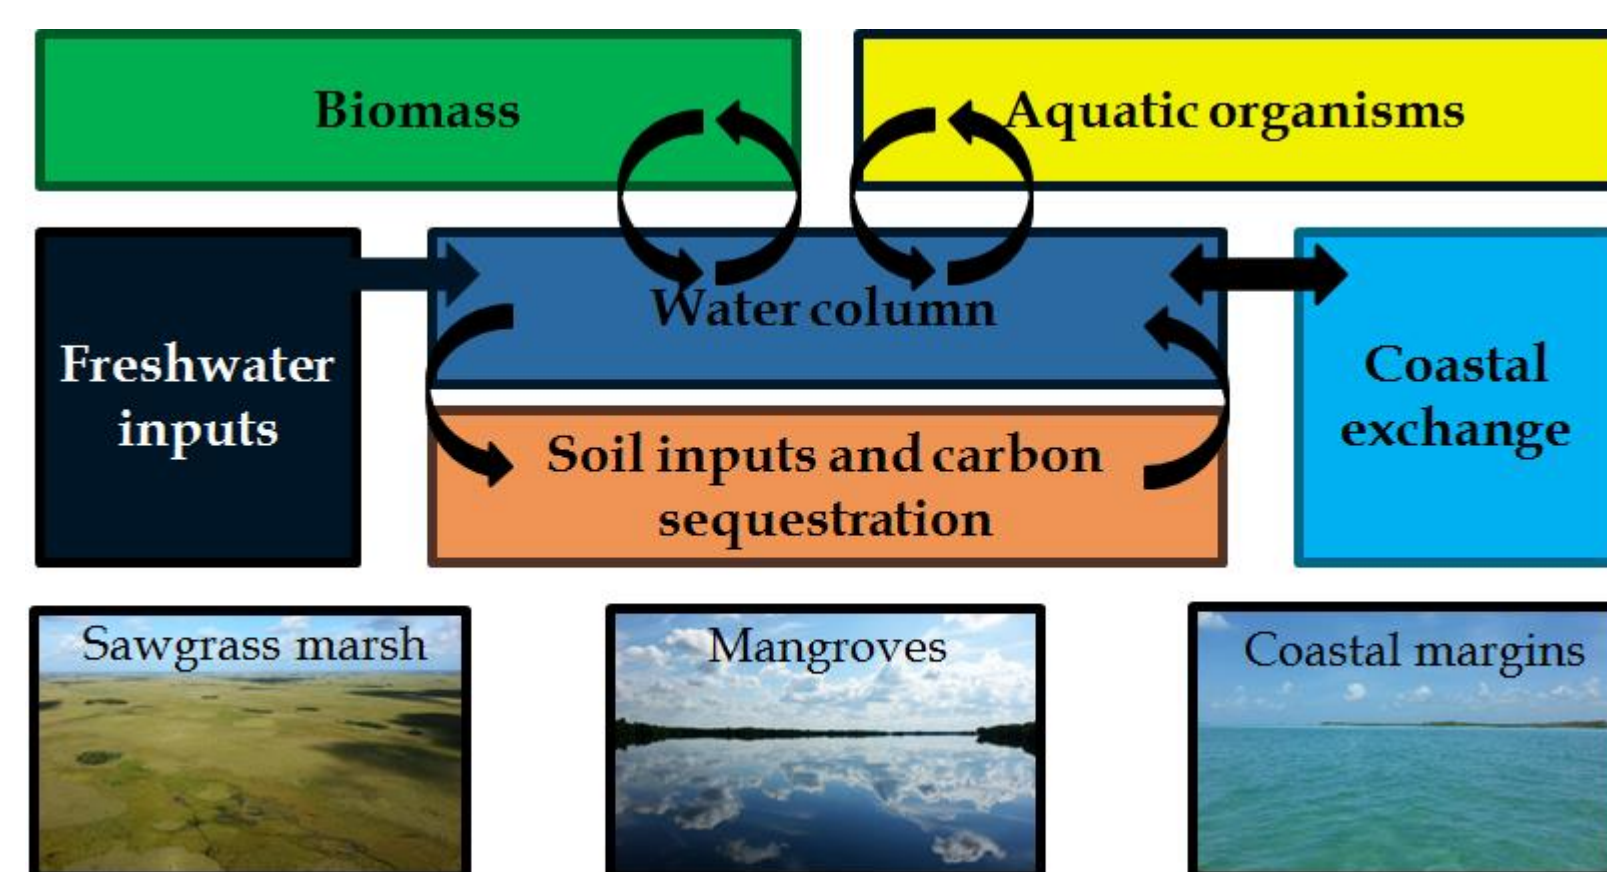 Biomass
Aquatic organisms
Freshwater
inputs
Water column
Soil inputs and carbon
sequestration
Coastal
exchange
Sawgrass marsh
Mangroves
Coastal margins